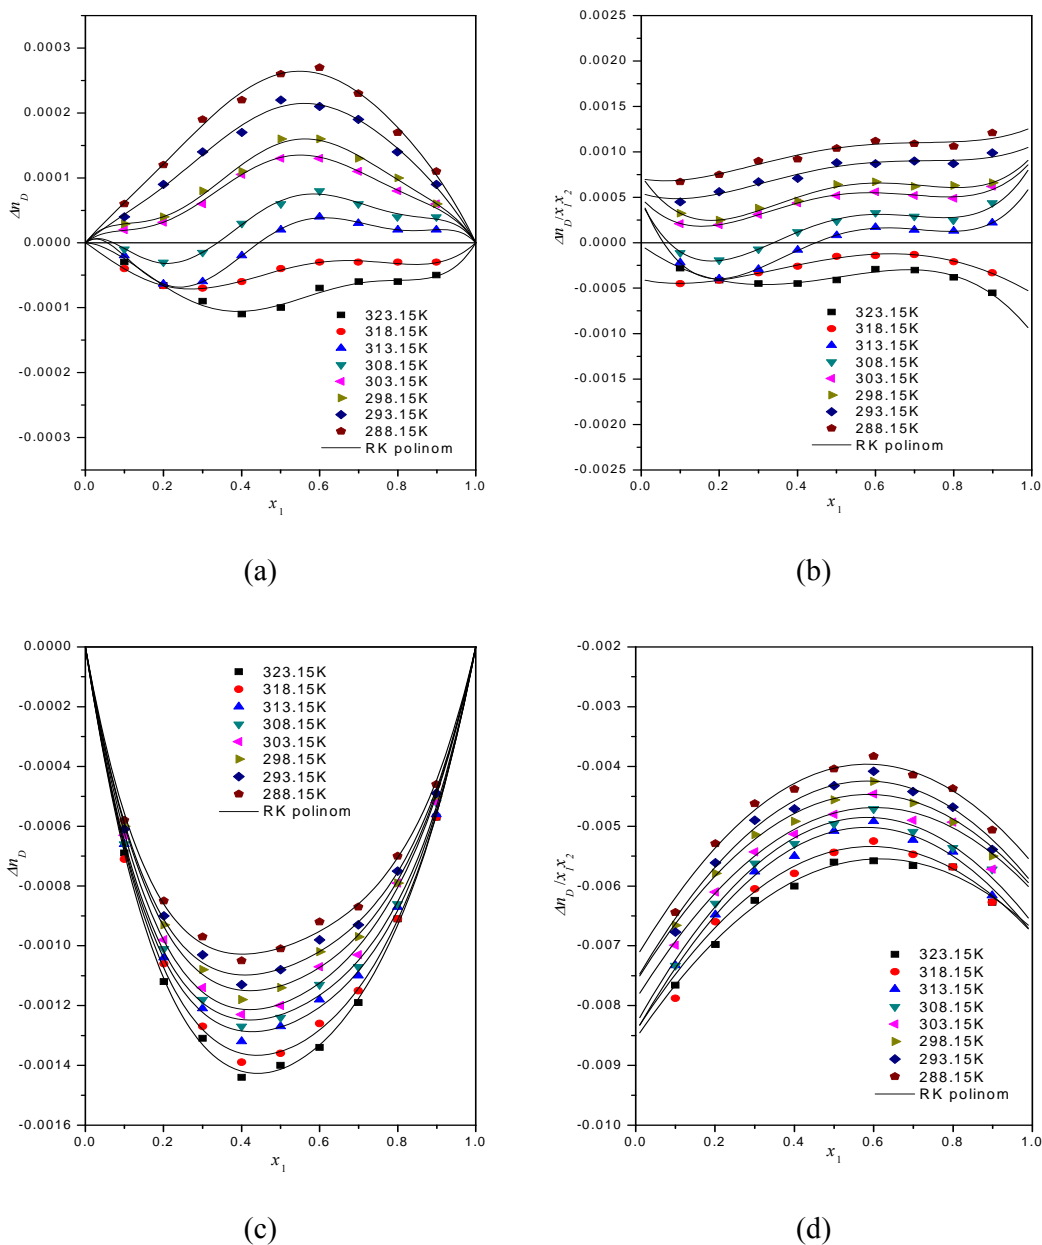 0.0003
0.0002
0.0001
0.0000
-0.0001
-0.0002
-0.0003
Δn_D
0.0 0.2 0.4 0.6 0.8 1.0
x_1
323.15K
318.15K
313.15K
308.15K
303.15K
298.15K
293.15K
288.15K
RK polinom
(a)
0.0025
0.0020
0.0015
0.0010
0.0005
0.0000
-0.0005
-0.0010
-0.0015
-0.0020
-0.0025
Δn_D/x_1x_2
0.0 0.2 0.4 0.6 0.8 1.0
x_1
323.15K
318.15K
313.15K
308.15K
303.15K
298.15K
293.15K
288.15K
RK polinom
(b)
0.0000
-0.0002
-0.0004
-0.0006
-0.0008
-0.0010
-0.0012
-0.0014
-0.0016
Δn_D
0.0 0.2 0.4 0.6 0.8 1.0
x_1
323.15K
318.15K
313.15K
308.15K
303.15K
298.15K
293.15K
288.15K
RK polinom
(c)
-0.002
-0.003
-0.004
-0.005
-0.006
-0.007
-0.008
-0.009
-0.010
Δn_D/x_1x_2
0.0 0.2 0.4 0.6 0.8 1.0
x_1
323.15K
318.15K
313.15K
308.15K
303.15K
298.15K
293.15K
288.15K
RK polinom
(d)